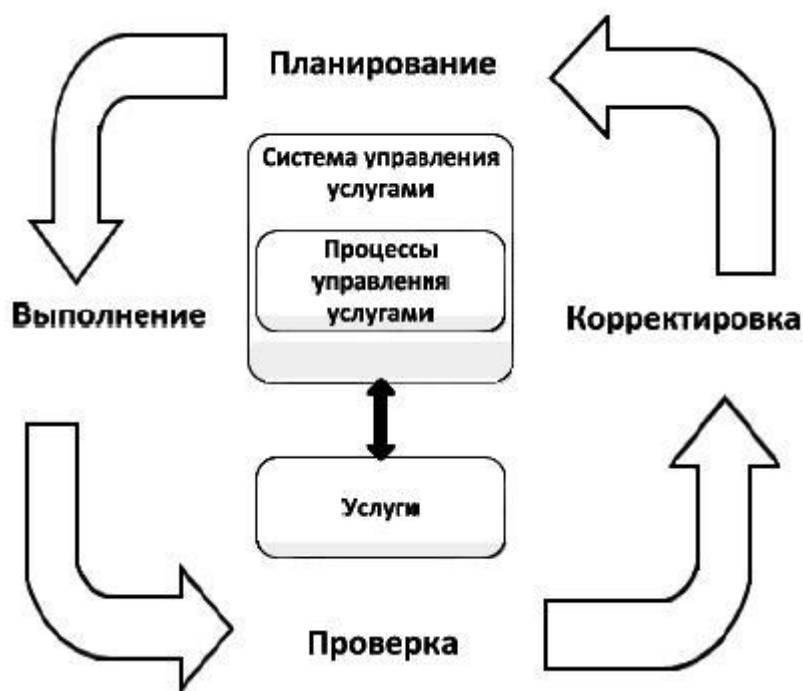 Планирование
Система управления
услугами
Процессы
управления
услугами
Выполнение
Корректировка
Услуги
Проверка